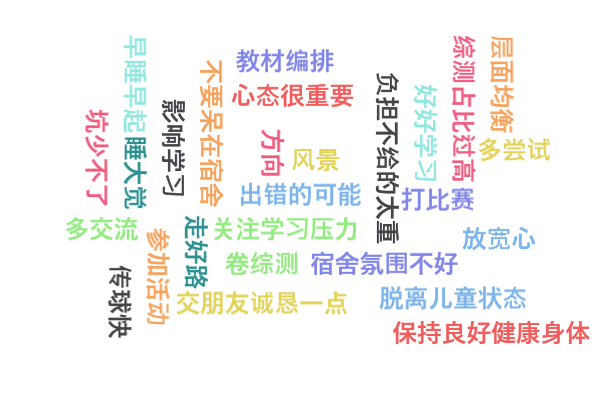 早睡早起
睡大觉
坑少不了
影响学习
不要呆在宿舍
教材编排
心态很重要
方向
风景
负担不给的太重
好好学习
综测占比过高
层面均衡
多尝试
出错的可能
打比赛
多交流
参加活动
走好路
关注学习压力
放宽心
卷综测
宿舍氛围不好
传球快
交朋友诚恳一点
脱离儿童状态
保持良好健康身体